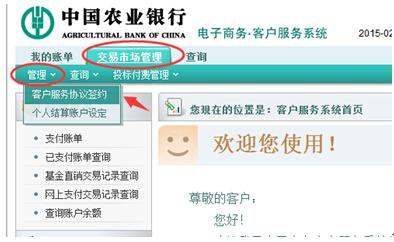 中国农业银行
AGRICULTURAL BANK OF CHINA
电子商务·客户服务系统
2015-02
我的账单 交易市场管理 查询
管理 查询 投标付费管理
客户服务协议签约
个人结算账户设定
您现在的位置是：客户服务系统首页
支付账单
已支付账单查询
基金直销交易记录查询
网上支付交易记录查询
查询账户余额
欢迎您使用！
尊敬的客户：
您好！